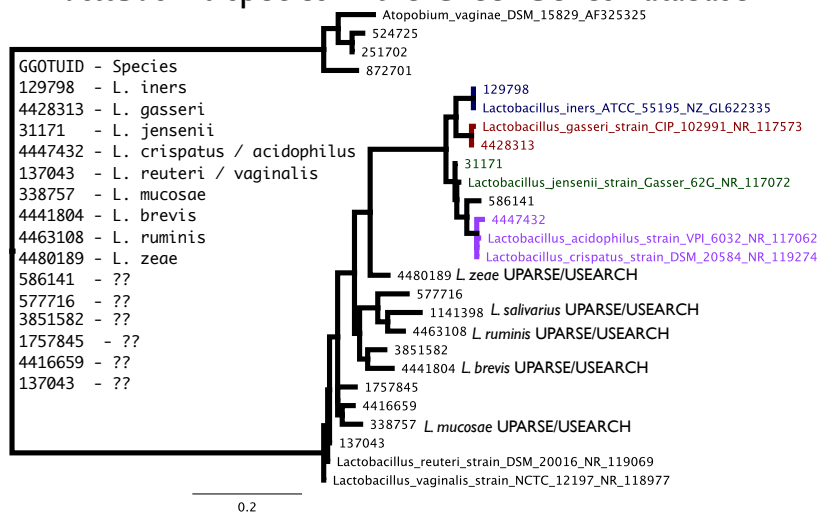 Atopobium_vaginae_DSM_15829_AF325325
524725
251702
872701
GGOTUID - Species
129798 - L. iners
4428313 - L. gasseri
31171 - L. jensenii
4447432 - L. crispatus / acidophilus
137043 - L. reuteri / vaginalis
338757 - L. mucosae
4441804 - L. brevis
4463108 - L. ruminis
4480189 - L. zeae
586141 - ??
577716 - ??
3851582 - ??
1757845 - ??
4416659 - ??
137043 - ??
129798
Lactobacillus_iners_ATCC_55195_NZ_GL622335
Lactobacillus_gasseri_strain_CIP_102991_NR_117573
4428313
31171
Lactobacillus_jensenii_strain_Gasser_62G_NR_117072
586141
4447432
Lactobacillus_acidophilus_strain_VPI_6032_NR_117062
Lactobacillus_crispatus_strain_DSM_20584_NR_119274
4480189 L. zeae UPARSE/USEARCH
577716
1141398 L. salivarius UPARSE/USEARCH
4463108 L. ruminis UPARSE/USEARCH
3851582
4441804 L. brevis UPARSE/USEARCH
1757845
4416659
338757 L. mucosae UPARSE/USEARCH
137043
Lactobacillus_reuteri_strain_DSM_20016_NR_119069
Lactobacillus_vaginalis_strain_NCTC_12197_NR_118977
0.2